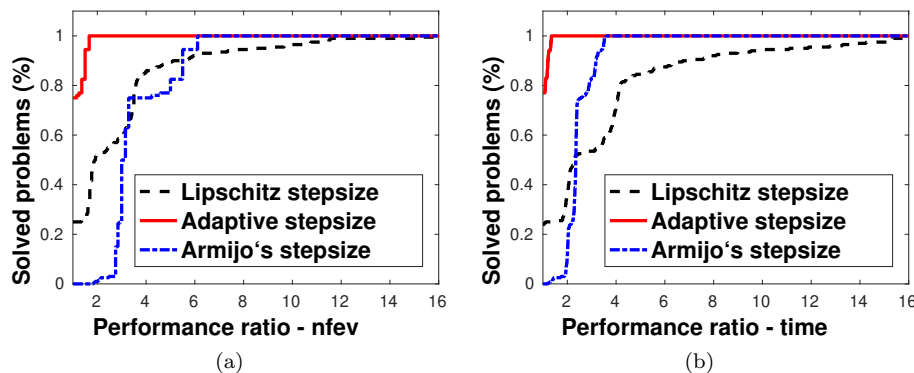 1
0.8
0.6
0.4
0.2
0
Solved problems (%)
Lipschitz stepsize
Adaptive stepsize
Armijo‘s stepsize
2 4 6 8 10 12 14 16
Performance ratio - nfev
(a)
1
0.8
0.6
0.4
0.2
0
Solved problems (%)
Lipschitz stepsize
Adaptive stepsize
Armijo‘s stepsize
2 4 6 8 10 12 14 16
Performance ratio - time
(b)